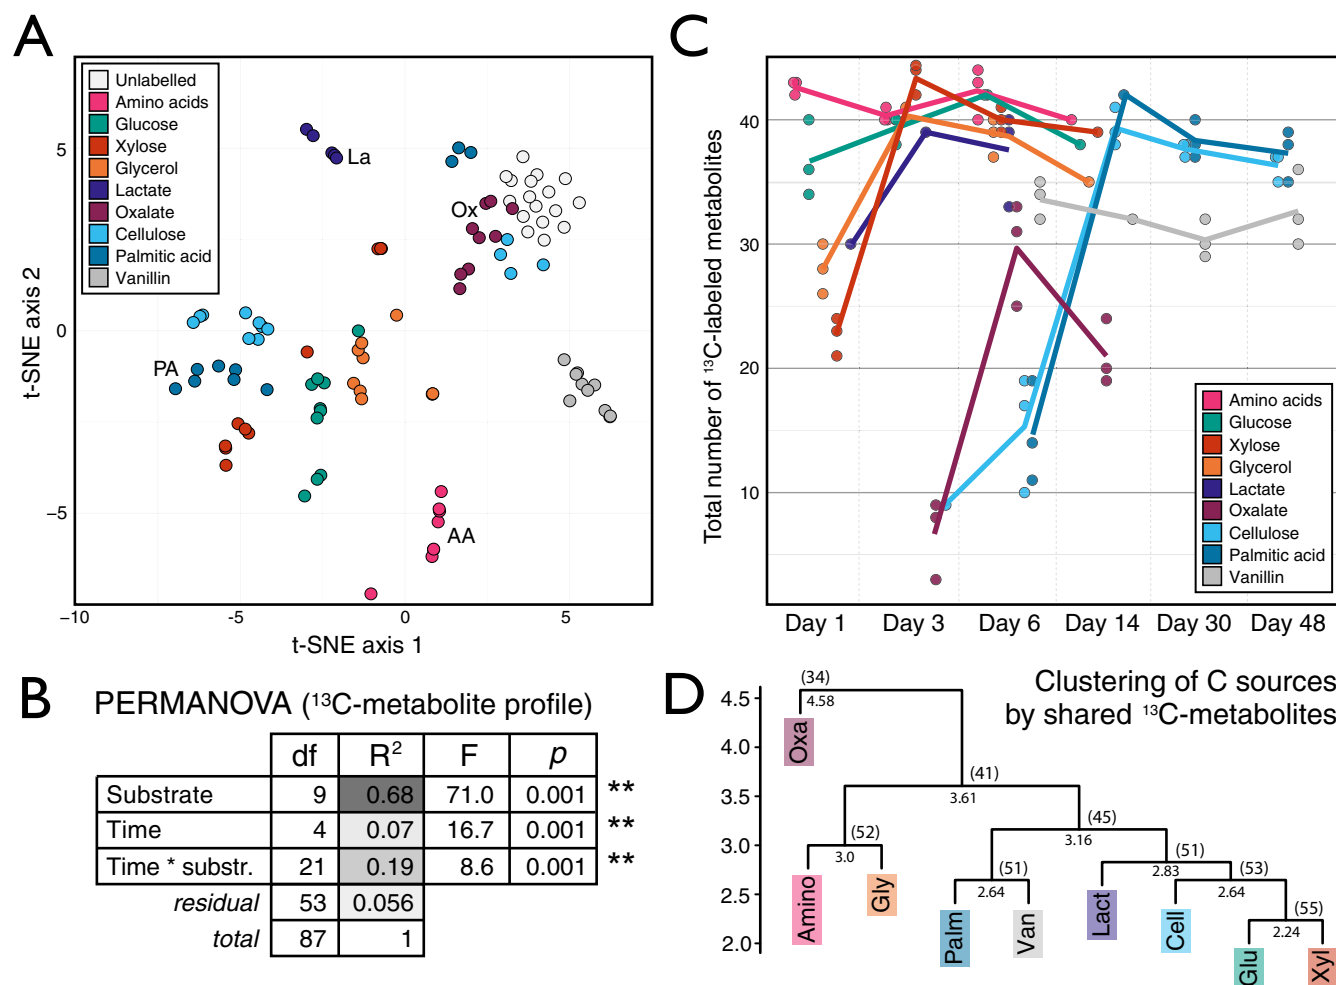 A
Unlabelled
Amino acids
Glucose
Xylose
Glycerol
Lactate
Oxalate
Cellulose
Palmitic acid
Vanillin
La
Ox
PA
AA
5
0
−5
−10
-5
0
5
t-SNE axis 2
t-SNE axis 1
C
40
30
20
10
Total number of ¹³C-labeled metabolites
Amino acids
Glucose
Xylose
Glycerol
Lactate
Oxalate
Cellulose
Palmitic acid
Vanillin
Day 1 Day 3 Day 6 Day 14 Day 30 Day 48
B
PERMANOVA (¹³C-metabolite profile)
df R² F p
Substrate 9 0.68 71.0 0.001 **
Time 4 0.07 16.7 0.001 **
Time * substr. 21 0.19 8.6 0.001 **
residual 53 0.056
total 87 1
D
Clustering of C sources
by shared ¹³C-metabolites
4.5
4.0
3.5
3.0
2.5
2.0
(34)
4.58
(41)
3.61
(52)
3.0
(45)
3.16
(51)
2.64
(51)
2.83
(53)
2.64
(55)
2.24
Oxa
Amino
Gly
Palm
Van
Lact
Cell
Glu
Xyl